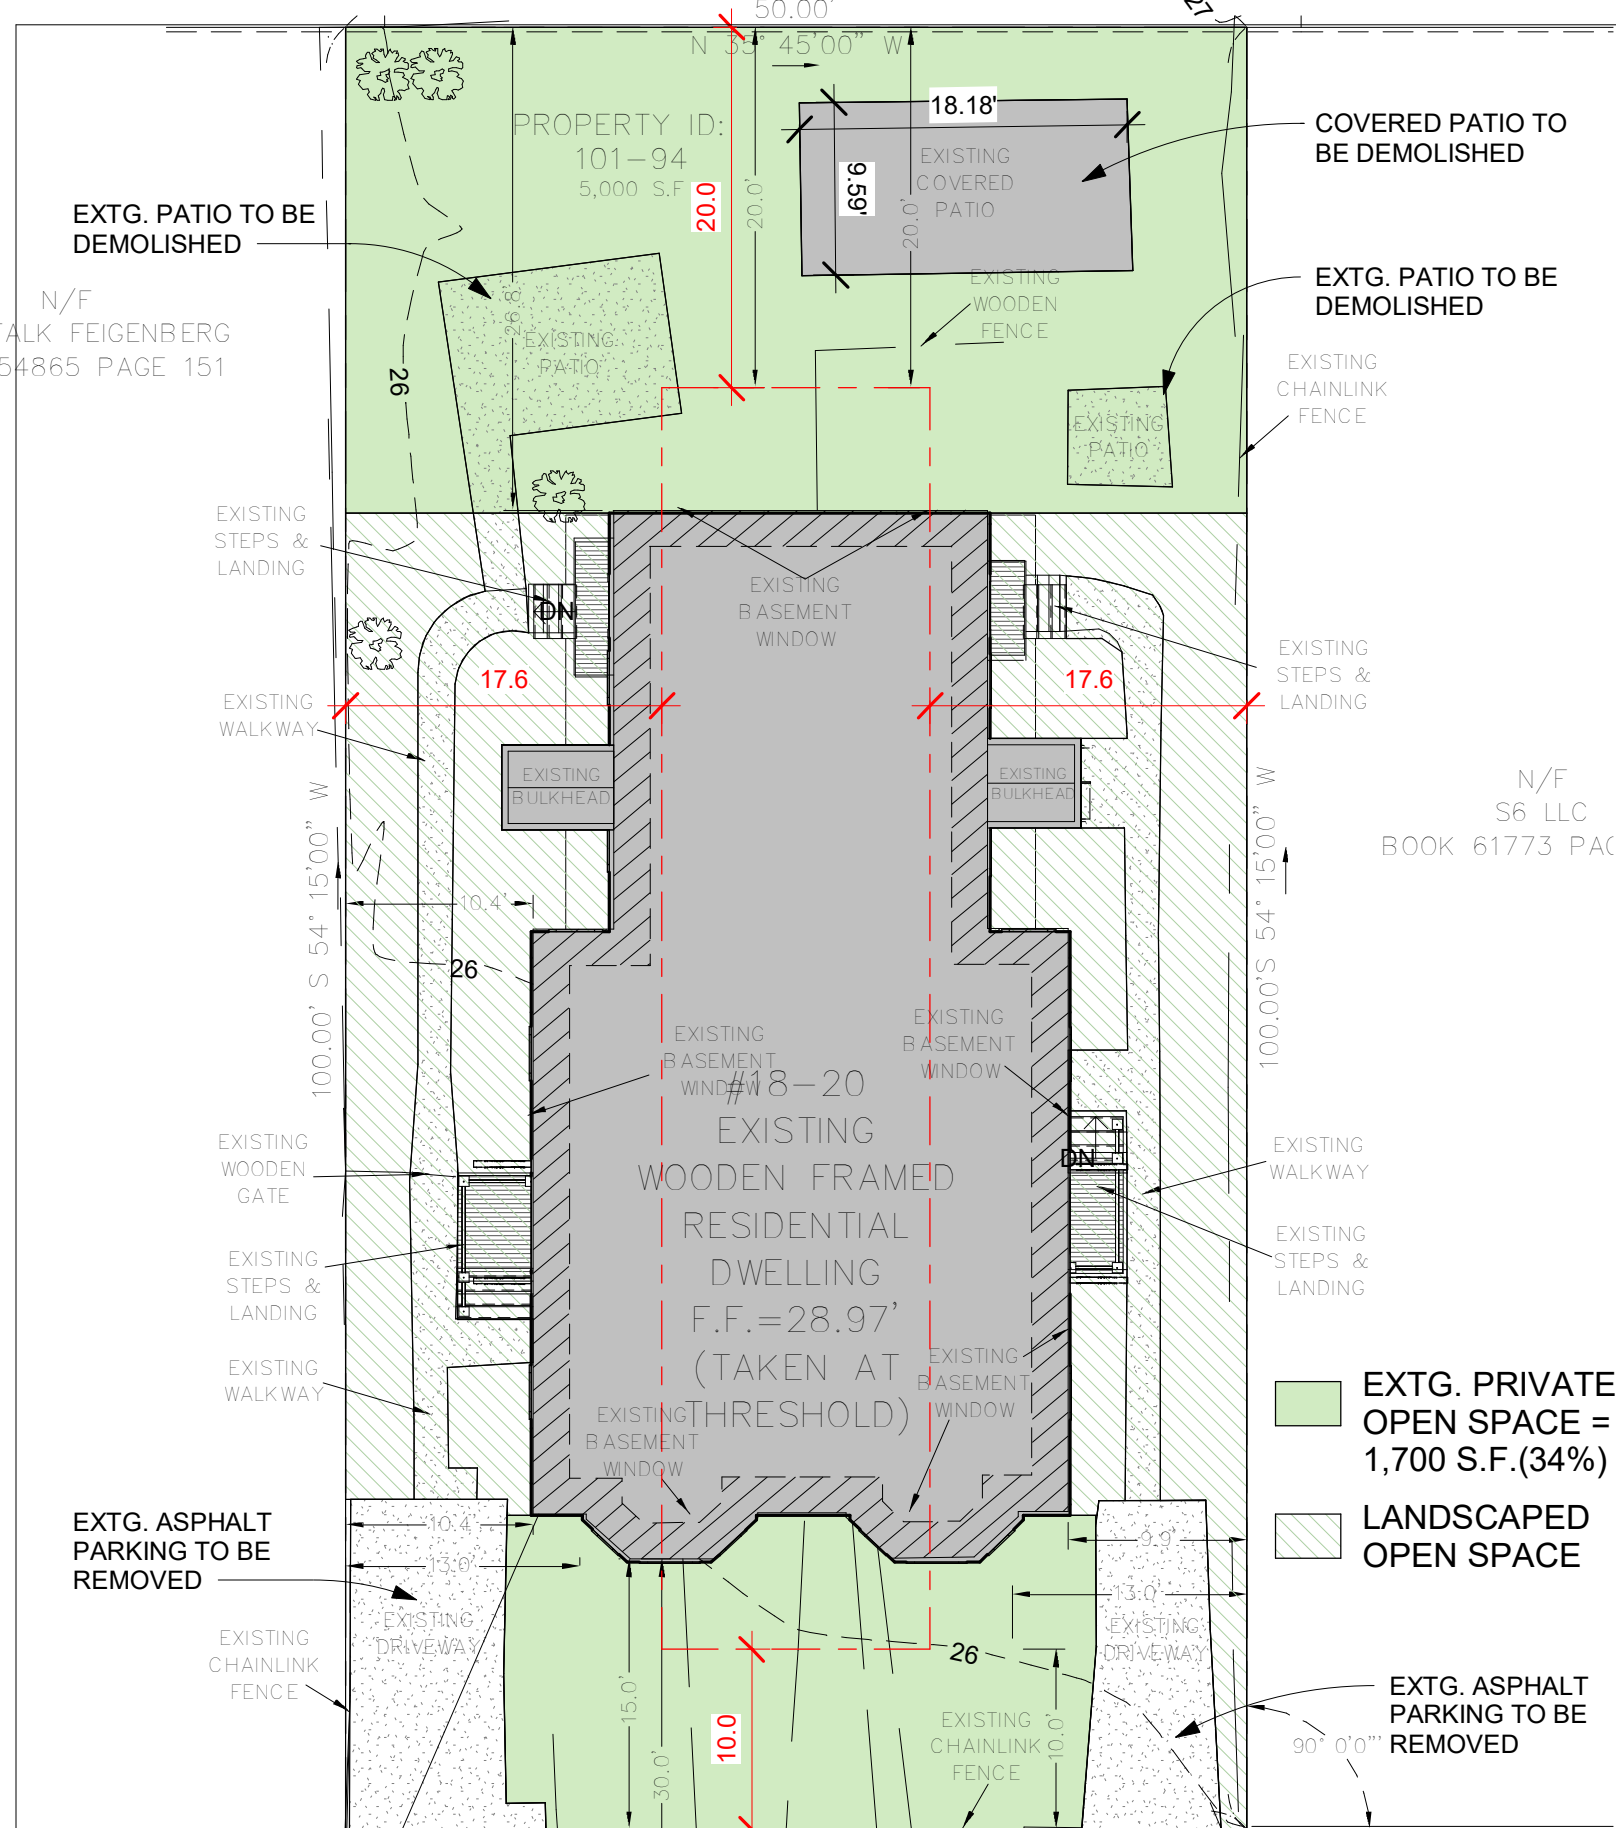 50.00'
27
N 35° 45'00" W
18.18'
PROPERTY ID:
101-94
5,000 S.F
20.0
20.0'
20.0'
9.59'
EXISTING
COVERED
PATIO
COVERED PATIO TO
BE DEMOLISHED
EXTG. PATIO TO BE
DEMOLISHED
26.8'
EXISTING
PATIO
EXISTING
WOODEN
FENCE
EXTG. PATIO TO BE
DEMOLISHED
N/F
ALK FEIGENBERG
54865 PAGE 151
26
EXISTING
PATIO
EXISTING
CHAINLINK
FENCE
EXISTING
STEPS &
LANDING
DN
EXISTING
BASEMENT
WINDOW
EXISTING
STEPS &
LANDING
17.6
17.6
EXISTING
WALKWAY
EXISTING
BULKHEAD
EXISTING
BULKHEAD
N/F
S6 LLC
BOOK 61773 PAG
100.00' S 54° 15'00" W
100.00' S 54° 15'00" W
10.4'
26
EXISTING
BASEMENT
WINDOW
EXISTING
BASEMENT
WINDOW
#18-20
EXISTING
WOODEN FRAMED
RESIDENTIAL
DWELLING
F.F.=28.97'
(TAKEN AT
THRESHOLD)
EXISTING
WOODEN
GATE
DN
EXISTING
WALKWAY
EXISTING
STEPS &
LANDING
EXISTING
STEPS &
LANDING
EXISTING
WALKWAY
EXISTING
BASEMENT
WINDOW
EXISTING
BASEMENT
WINDOW
EXTG. PRIVATE
OPEN SPACE =
1,700 S.F.(34%)
LANDSCAPED
OPEN SPACE
EXTG. ASPHALT
PARKING TO BE
REMOVED
10.4'
13.0'
9.9'
13.0'
EXISTING
DRIVEWAY
EXISTING
DRIVEWAY
26
EXISTING
CHAINLINK
FENCE
15.0'
30.0'
10.0
10.0'
EXISTING
CHAINLINK
FENCE
EXTG. ASPHALT
PARKING TO BE
REMOVED
90° 0'0"